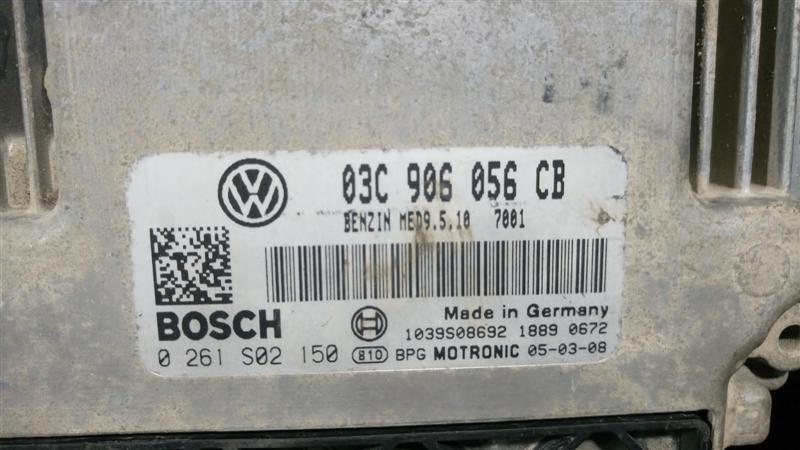 03C 906 056 CB
BENZIN MED9.5.10 7001
BOSCH
Made in Germany
1039S08692 1889 0672
0 261 S02 150 810 BPG MOTRONIC 05-03-08